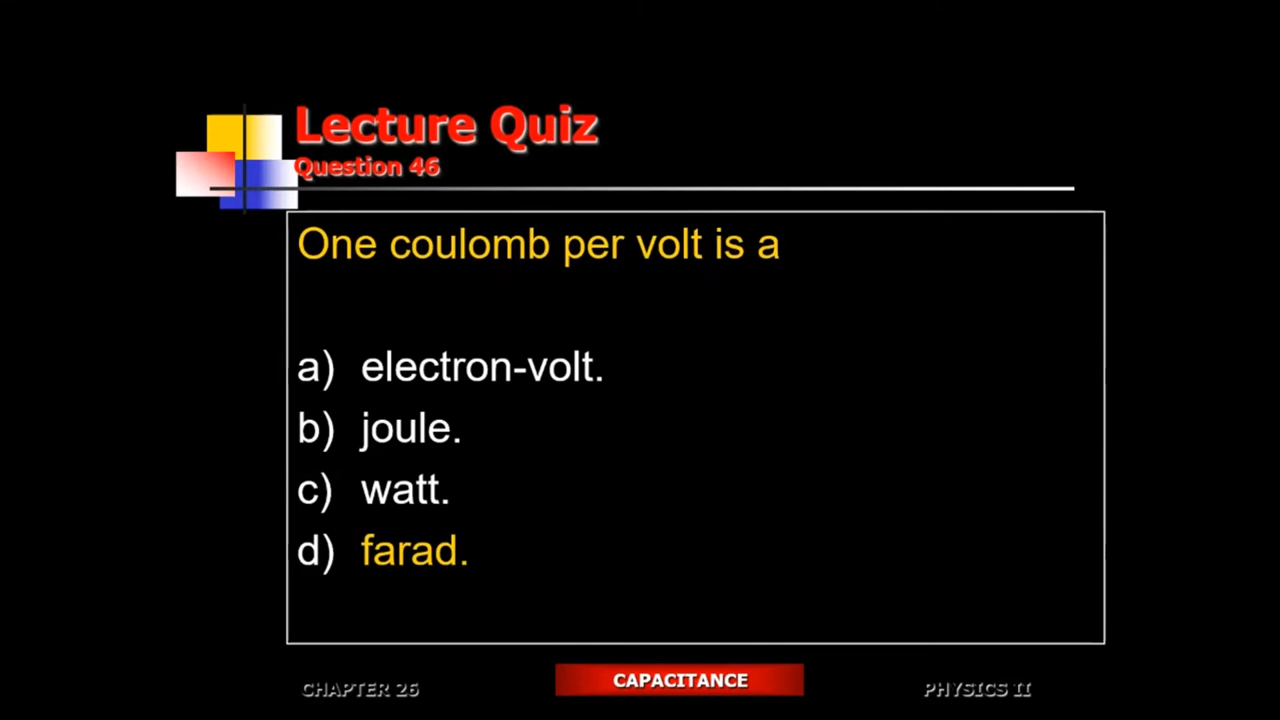 Lecture Quiz
Question 46
One coulomb per volt is a
a) electron-volt.
b) joule.
c) watt.
d) farad.
CHAPTER 26
CAPACITANCE
PHYSICS II